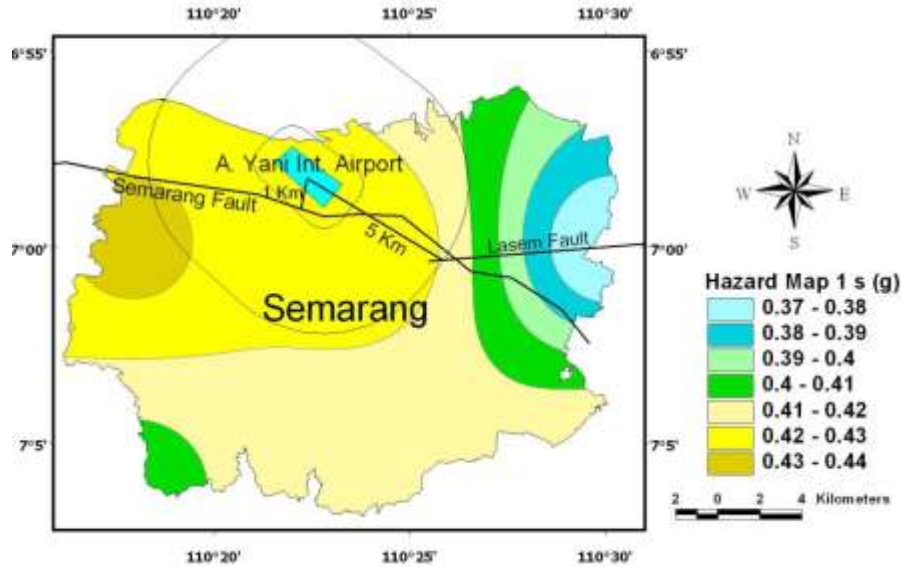 110°20' 110°25' 110°30'
6°55' 6°55'
A. Yani Int. Airport
Semarang Fault
1 Km
5 Km
7°00' Lasem Fault 7°00'
Semarang
7°5' 7°5'
110°20' 110°25' 110°30'
N
W E
S
Hazard Map 1 s (g)
0.37 - 0.38
0.38 - 0.39
0.39 - 0.4
0.4 - 0.41
0.41 - 0.42
0.42 - 0.43
0.43 - 0.44
2 0 2 4 Kilometers